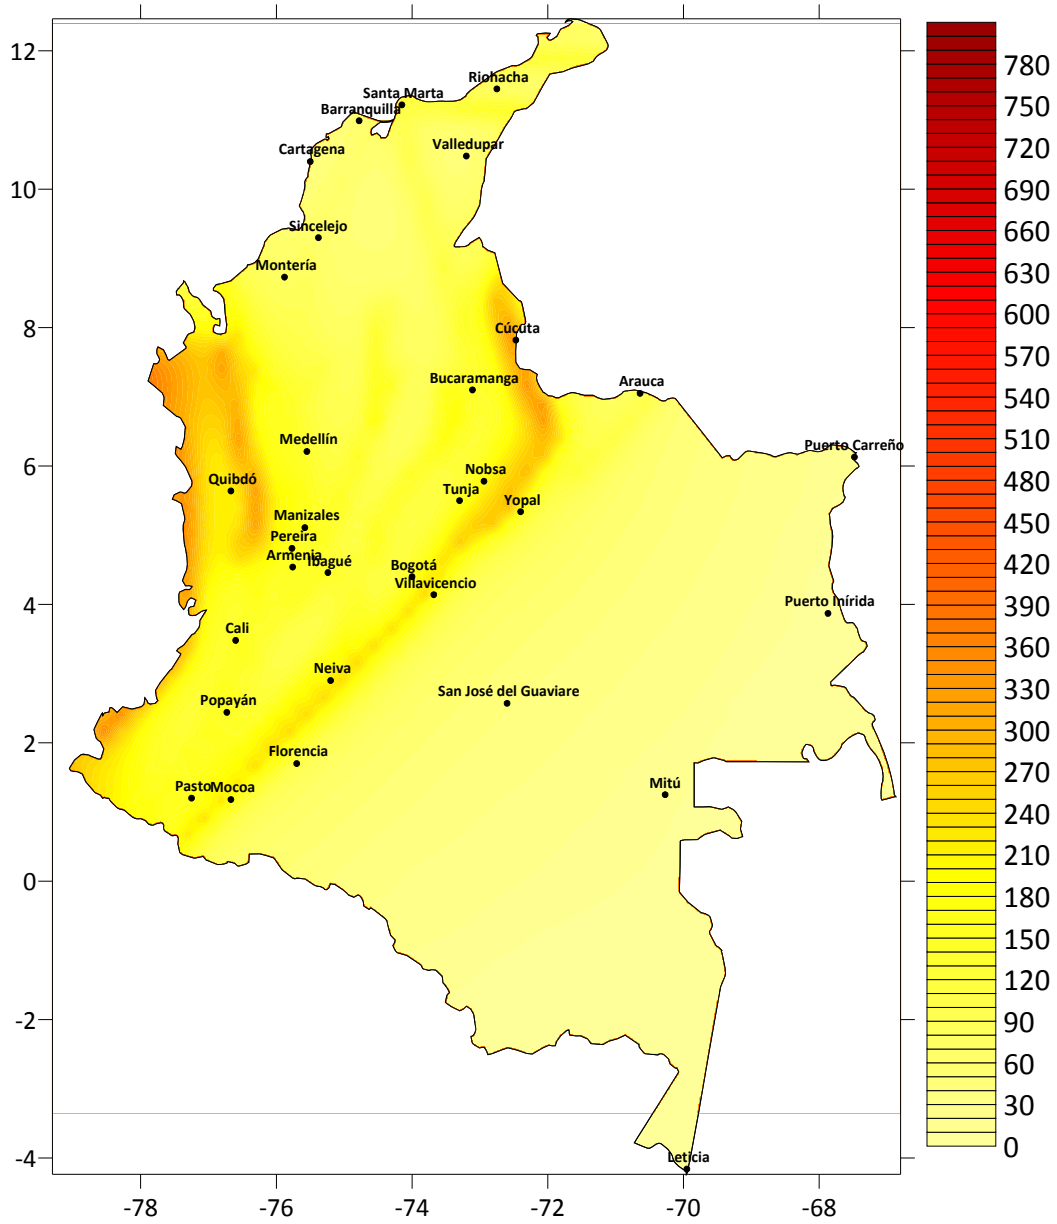 12
10
8
6
4
2
0
-2
-4
-78
-76
-74
-72
-70
-68
Riohacha
Santa Marta
Barranquilla
Cartagena
Valledupar
Sincelejo
Montería
Cúcuta
Bucaramanga
Arauca
Medellín
Puerto Carreño
Quibdó
Nobsa
Tunja
Yopal
Manizales
Pereira
Armenia
Ibagué
Bogotá
Villavicencio
Puerto Inírida
Cali
Neiva
San José del Guaviare
Popayán
Florencia
Mitú
Pasto
Mocoa
Leticia
780
750
720
690
660
630
600
570
540
510
480
450
420
390
360
330
300
270
240
210
180
150
120
90
60
30
0